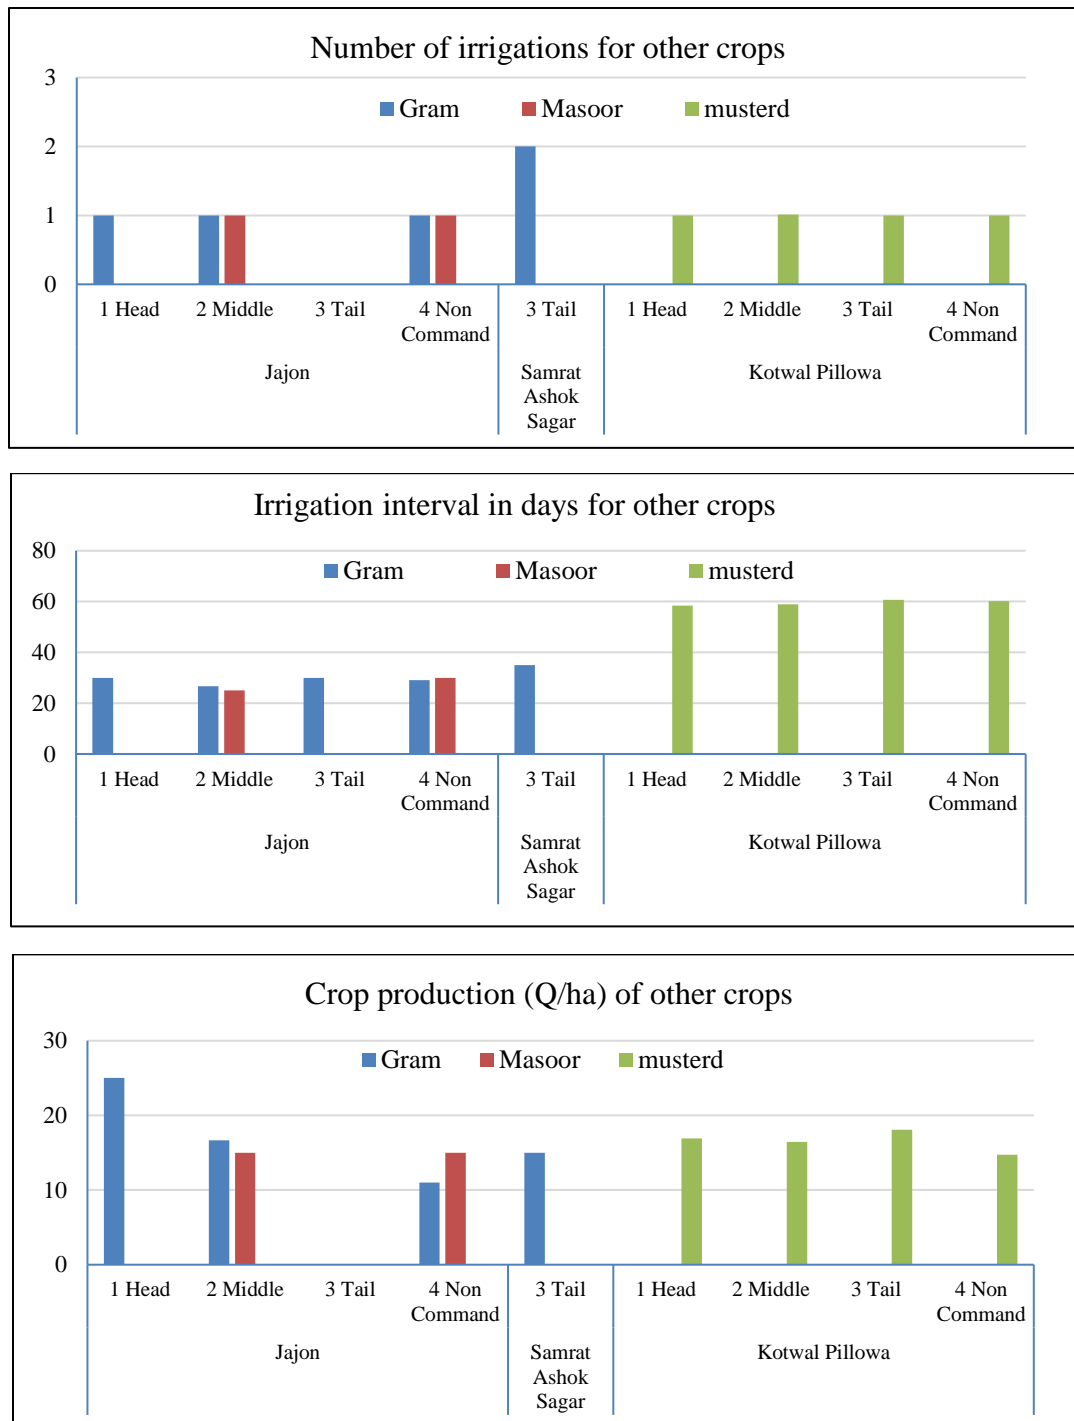 Number of irrigations for other crops
3
Gram Masoor musterd
2
1
0
1 Head 2 Middle 3 Tail 4 Non Command 3 Tail 1 Head 2 Middle 3 Tail 4 Non Command
Jajon Samrat Ashok Sagar Kotwal Pillowa
Irrigation interval in days for other crops
80
Gram Masoor musterd
60
40
20
0
1 Head 2 Middle 3 Tail 4 Non Command 3 Tail 1 Head 2 Middle 3 Tail 4 Non Command
Jajon Samrat Ashok Sagar Kotwal Pillowa
Crop production (Q/ha) of other crops
30
Gram Masoor musterd
20
10
0
1 Head 2 Middle 3 Tail 4 Non Command 3 Tail 1 Head 2 Middle 3 Tail 4 Non Command
Jajon Samrat Ashok Sagar Kotwal Pillowa